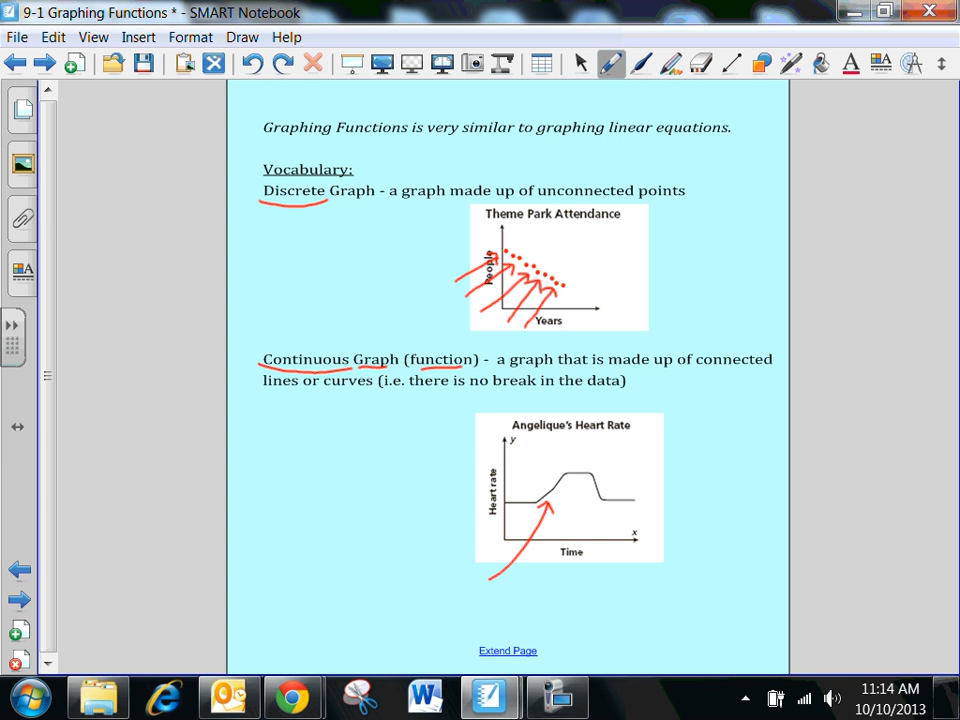 9-1 Graphing Functions * - SMART Notebook
File Edit View Insert Format Draw Help
Graphing Functions is very similar to graphing linear equations.
Vocabulary:
Discrete Graph - a graph made up of unconnected points
Theme Park Attendance
People
Years
Continuous Graph (function) - a graph that is made up of connected
lines or curves (i.e. there is no break in the data)
Angelique's Heart Rate
y
Heart rate
x
Time
Extend Page
11:14 AM
10/10/2013